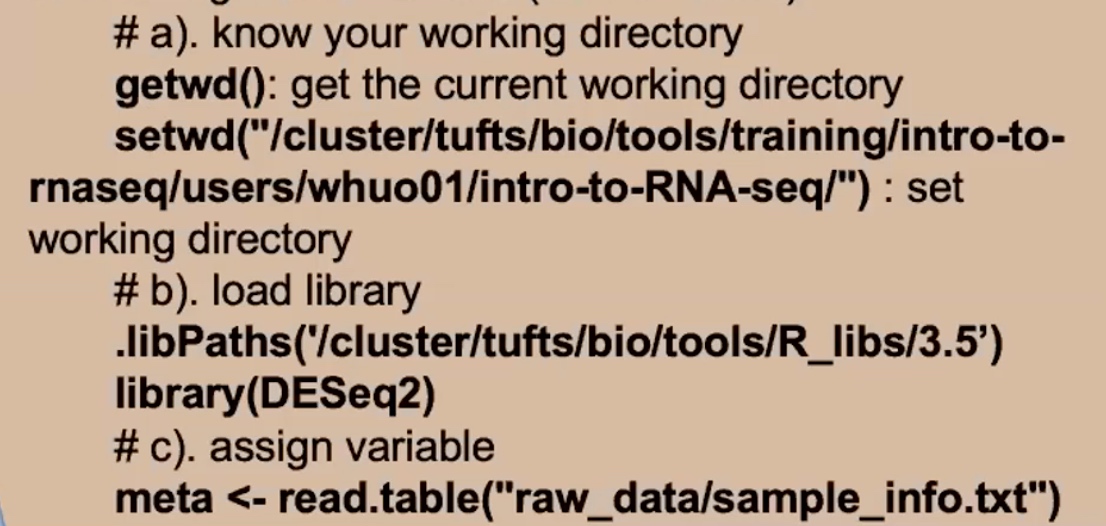 # a). know your working directory
getwd(): get the current working directory
setwd("/cluster/tufts/bio/tools/training/intro-to-
rnaseq/users/whuo01/intro-to-RNA-seq/") : set
working directory
# b). load library
.libPaths('/cluster/tufts/bio/tools/R_libs/3.5’)
library(DESeq2)
# c). assign variable
meta <- read.table("raw_data/sample_info.txt")